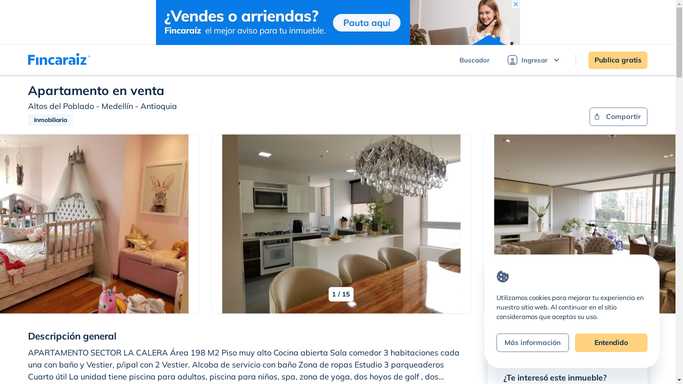 ¿Vendes o arriendas?
Fincaraíz el mejor aviso para tu inmueble.
Pauta aquí
Fincaraíz
Buscador
Ingresar
Publica gratis
Apartamento en venta
Altos del Poblado - Medellín - Antioquia
Inmobiliaria
Compartir
1 / 15
Utilizamos cookies para mejorar tu experiencia en
nuestro sitio web. Al continuar en el sitio
consideramos que aceptas su uso.
Más información
Entendido
Descripción general
APARTAMENTO SECTOR LA CALERA Área 198 M2 Piso muy alto Cocina abierta Sala comedor 3 habitaciones cada
una con baño y Vestier, ppipal con 2 Vestier. Alcoba de servicio con baño Zona de ropas Estudio 3 parqueaderos
Cuarto útil La unidad tiene piscina para adultos, piscina para niños, spa, zona de yoga, dos hoyos de golf , dos...
¿Te interesó este inmueble?